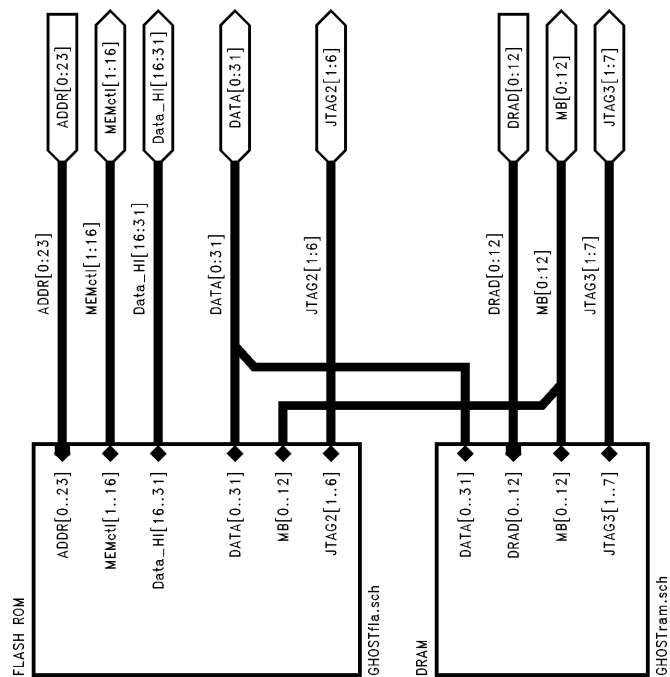 ADDR[0:23]
MEMctl[1:16]
Data_HI[16:31]
DATA[0:31]
JTAG2[1:6]
DRAD[0:12]
MB[0:12]
JTAG3[1:7]
ADDR[0:23]
MEMctl[1:16]
Data_HI[16:31]
DATA[0:31]
JTAG2[1:6]
DRAD[0:12]
MB[0:12]
JTAG3[1:7]
FLASH ROM
ADDR[0..23]
MEMctl[1..16]
Data_HI[16..31]
DATA[0..31]
MB[0..12]
JTAG2[1..6]
GHOSTfla.sch
DRAM
DATA[0..31]
DRAD[0..12]
MB[0..12]
JTAG3[1..7]
GHOSTram.sch